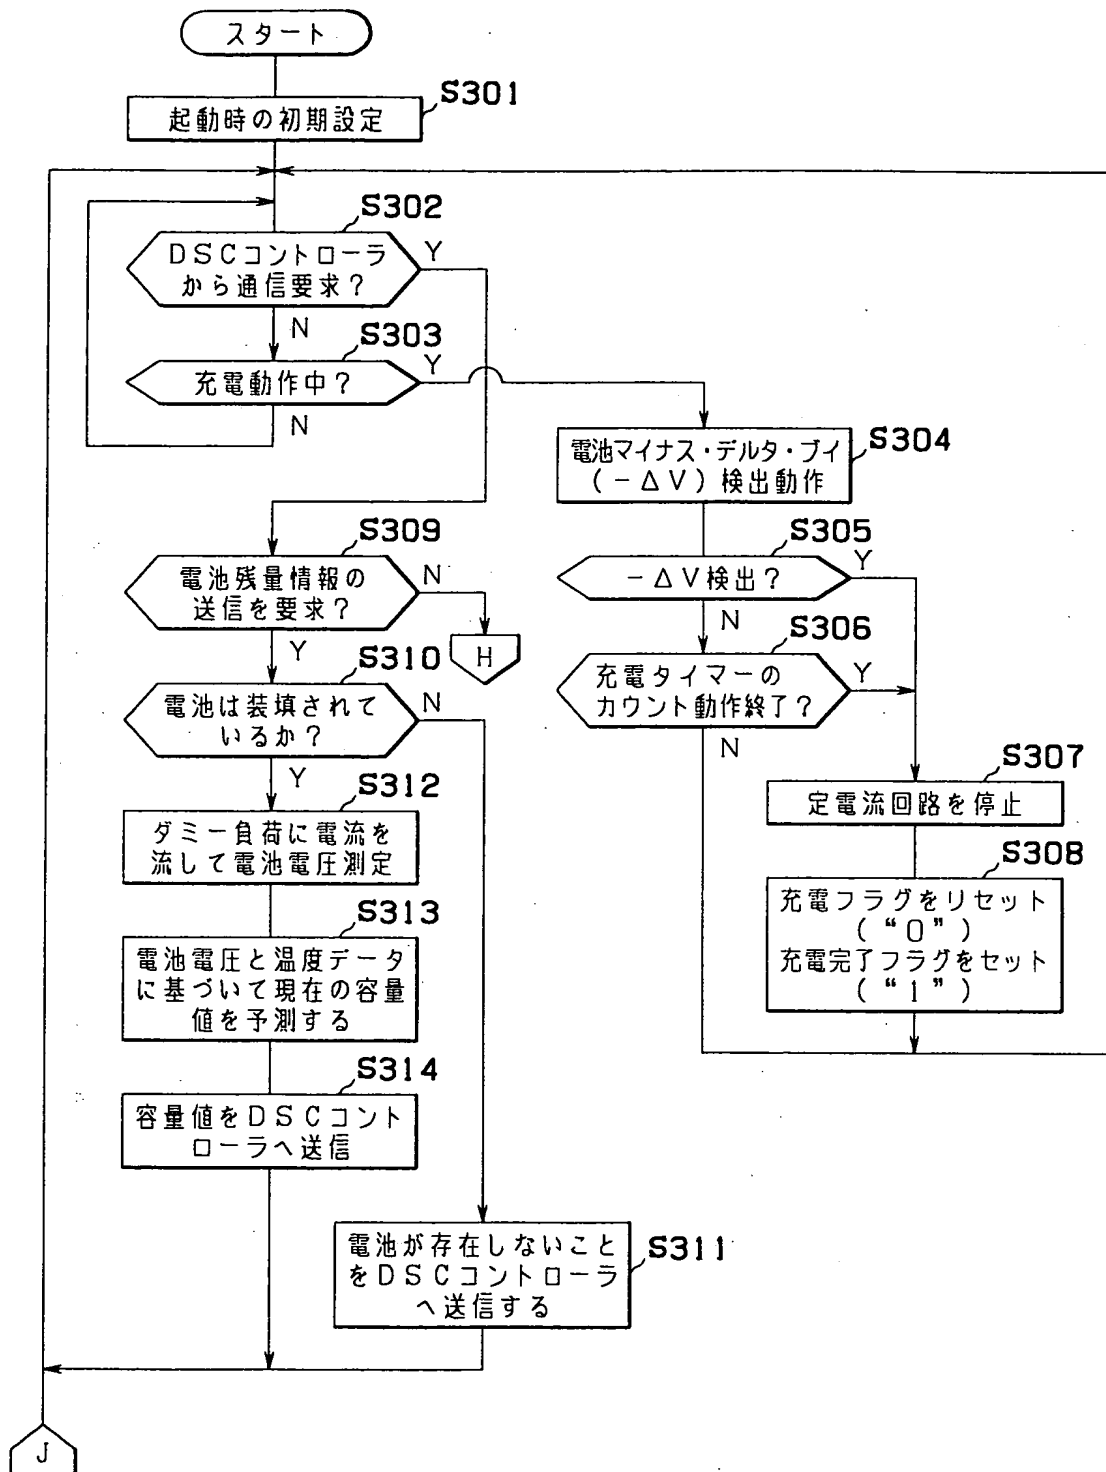 スタート
S301
起動時の初期設定
S302
DSCコントローラ
から通信要求?
Y
N
S303
充電動作中?
Y
N
S304
電池マイナス・デルタ・ブイ
(-ΔV)検出動作
S305
-ΔV検出?
Y
N
S306
充電タイマーの
カウント動作終了?
Y
N
S307
定電流回路を停止
S308
充電フラグをリセット
(“0”)
充電完了フラグをセット
(“1”)
S309
電池残量情報の
送信を要求?
N
H
Y
S310
電池は装填されて
いるか?
N
Y
S312
ダミー負荷に電流を
流して電池電圧測定
S313
電池電圧と温度データ
に基づいて現在の容量
値を予測する
S314
容量値をDSCコント
ローラへ送信
S311
電池が存在しないこと
をDSCコントローラ
へ送信する
J